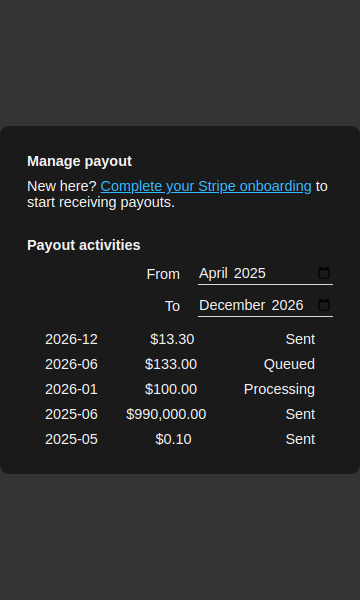 Manage payout
New here? Complete your Stripe onboarding to
start receiving payouts.
Payout activities
From April 2025
To December 2026
2026-12 $13.30 Sent
2026-06 $133.00 Queued
2026-01 $100.00 Processing
2025-06 $990,000.00 Sent
2025-05 $0.10 Sent